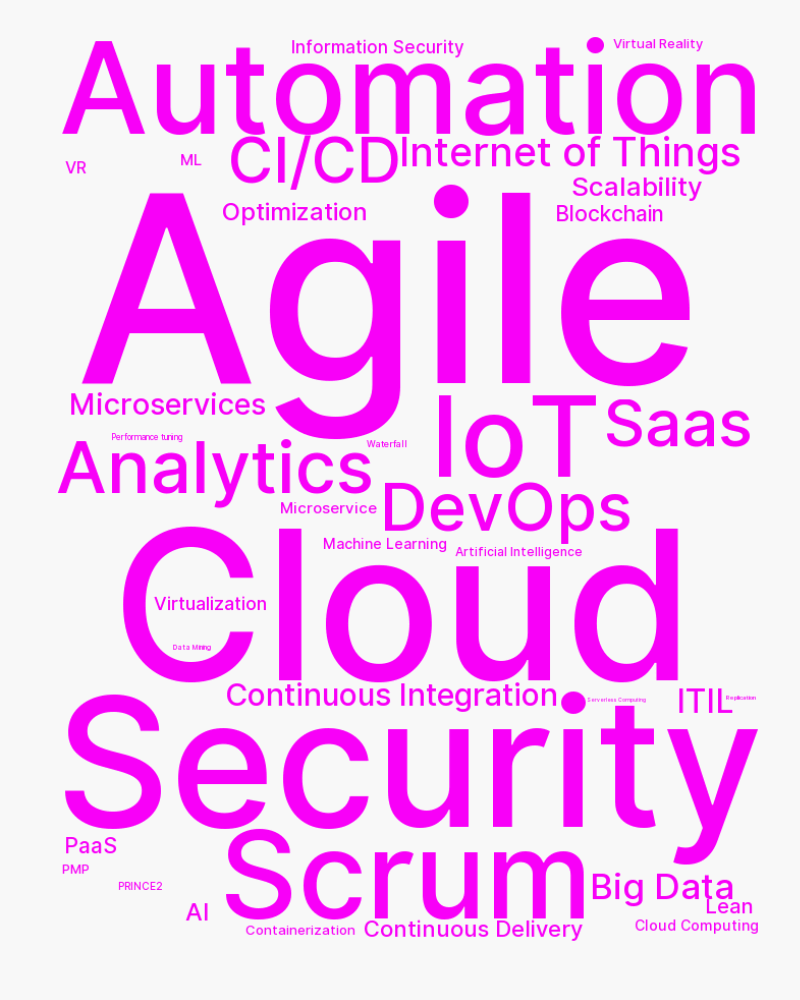 Information Security
Virtual Reality
Automation
VR
ML
CI/CD
Internet of Things
Scalability
Optimization
Blockchain
Agile
Microservices
IoT
Saas
Performance tuning
Waterfall
Analytics
Microservice
DevOps
Machine Learning
Artificial Intelligence
Cloud
Virtualization
Data Mining
Continuous Integration
Serverless Computing
ITIL
Replication
Security
PaaS
PMP
PRINCE2
AI
Scrum
Big Data
Lean
Containerization
Continuous Delivery
Cloud Computing